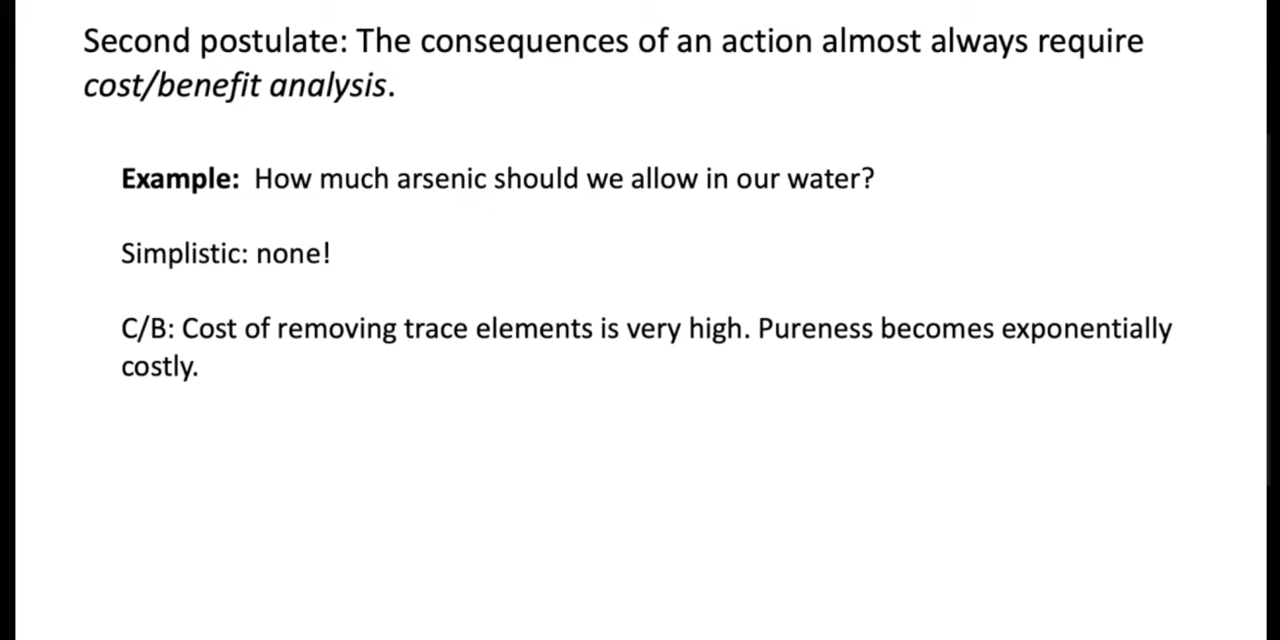 Second postulate: The consequences of an action almost always require
cost/benefit analysis.
Example: How much arsenic should we allow in our water?
Simplistic: none!
C/B: Cost of removing trace elements is very high. Pureness becomes exponentially
costly.